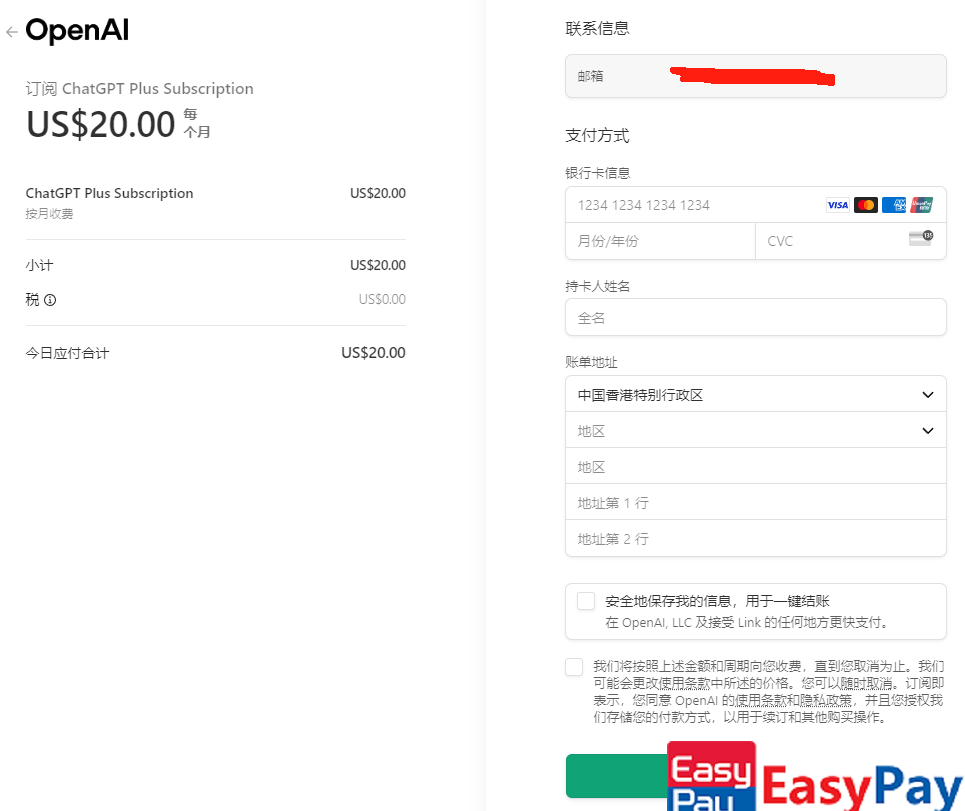 OpenAI
订阅 ChatGPT Plus Subscription
US$20.00 每
个月
ChatGPT Plus Subscription US$20.00
按月收费
小计 US$20.00
税 US$0.00
今日应付合计 US$20.00
联系信息
邮箱
支付方式
银行卡信息
1234 1234 1234 1234 VISA AMEX UnionPay
月份/年份 CVC 135
持卡人姓名
全名
账单地址
中国香港特别行政区
地区
地区
地址第 1 行
地址第 2 行
安全地保存我的信息，用于一键结账
在 OpenAI, LLC 及接受 Link 的任何地方更快支付。
我们将按照上述金额和周期向您收费，直到您取消为止。我们
可能会更改使用条款中所述的价格。您可以随时取消。订阅即
表示，您同意 OpenAI 的使用条款和隐私政策，并且您授权我
们存储您的付款方式，以用于续订和其他购买操作。
Easy
Pay
EasyPay